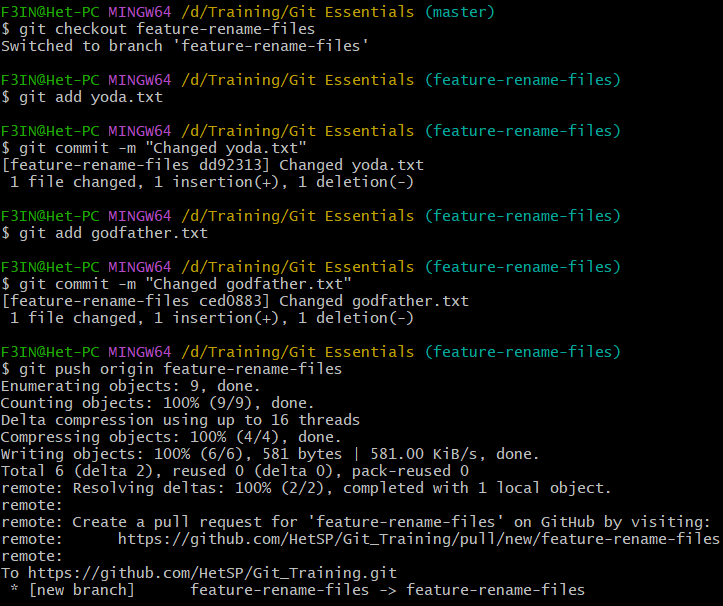 F3IN@Het-PC MINGW64 /d/Training/Git Essentials (master)
$ git checkout feature-rename-files
Switched to branch 'feature-rename-files'
F3IN@Het-PC MINGW64 /d/Training/Git Essentials (feature-rename-files)
$ git add yoda.txt
F3IN@Het-PC MINGW64 /d/Training/Git Essentials (feature-rename-files)
$ git commit -m "Changed yoda.txt"
[feature-rename-files dd92313] Changed yoda.txt
 1 file changed, 1 insertion(+), 1 deletion(-)
F3IN@Het-PC MINGW64 /d/Training/Git Essentials (feature-rename-files)
$ git add godfather.txt
F3IN@Het-PC MINGW64 /d/Training/Git Essentials (feature-rename-files)
$ git commit -m "Changed godfather.txt"
[feature-rename-files ced0883] Changed godfather.txt
 1 file changed, 1 insertion(+), 1 deletion(-)
F3IN@Het-PC MINGW64 /d/Training/Git Essentials (feature-rename-files)
$ git push origin feature-rename-files
Enumerating objects: 9, done.
Counting objects: 100% (9/9), done.
Delta compression using up to 16 threads
Compressing objects: 100% (4/4), done.
Writing objects: 100% (6/6), 581 bytes | 581.00 KiB/s, done.
Total 6 (delta 2), reused 0 (delta 0), pack-reused 0
remote: Resolving deltas: 100% (2/2), completed with 1 local object.
remote:
remote: Create a pull request for 'feature-rename-files' on GitHub by visiting:
remote:      https://github.com/HetSP/Git_Training/pull/new/feature-rename-files
remote:
To https://github.com/HetSP/Git_Training.git
 * [new branch]      feature-rename-files -> feature-rename-files